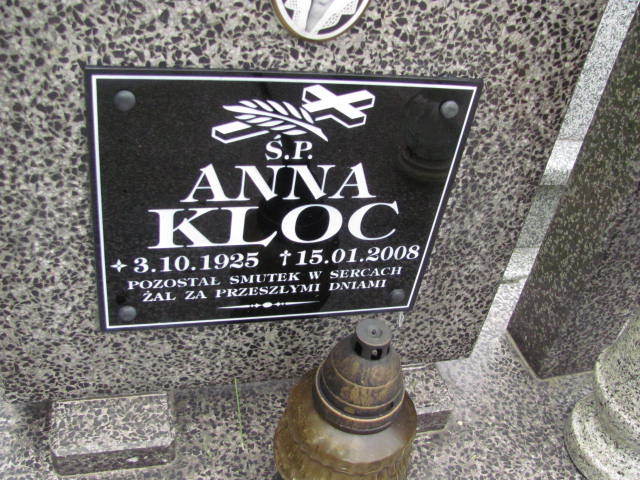 Ś.P.
ANNA
KLOC
✧ 3.10.1925 † 15.01.2008
POZOSTAŁ SMUTEK W SERCACH
ŻAL ZA PRZESZŁYMI DNIAMI